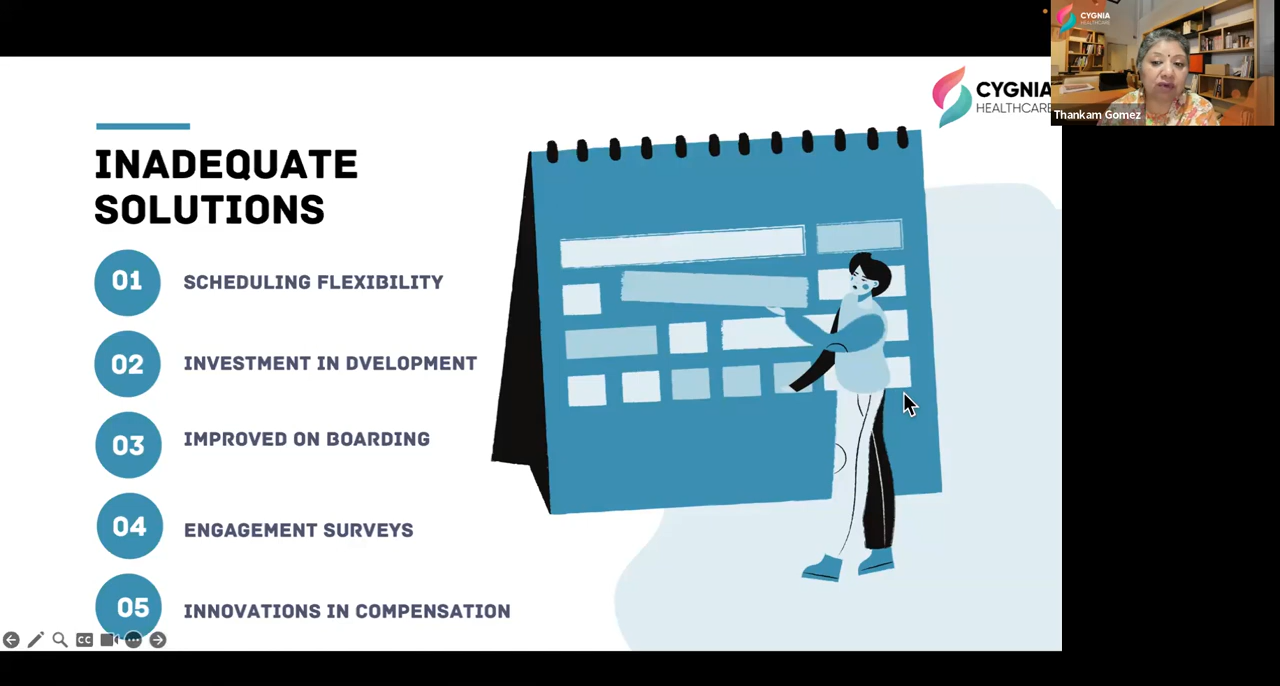 CYGNIA
HEALTHCARE
Thankam Gomez
CYGNIA
HEALTHCARE
INADEQUATE
SOLUTIONS
01 SCHEDULING FLEXIBILITY
02 INVESTMENT IN DVELOPMENT
03 IMPROVED ON BOARDING
04 ENGAGEMENT SURVEYS
05 INNOVATIONS IN COMPENSATION
CC